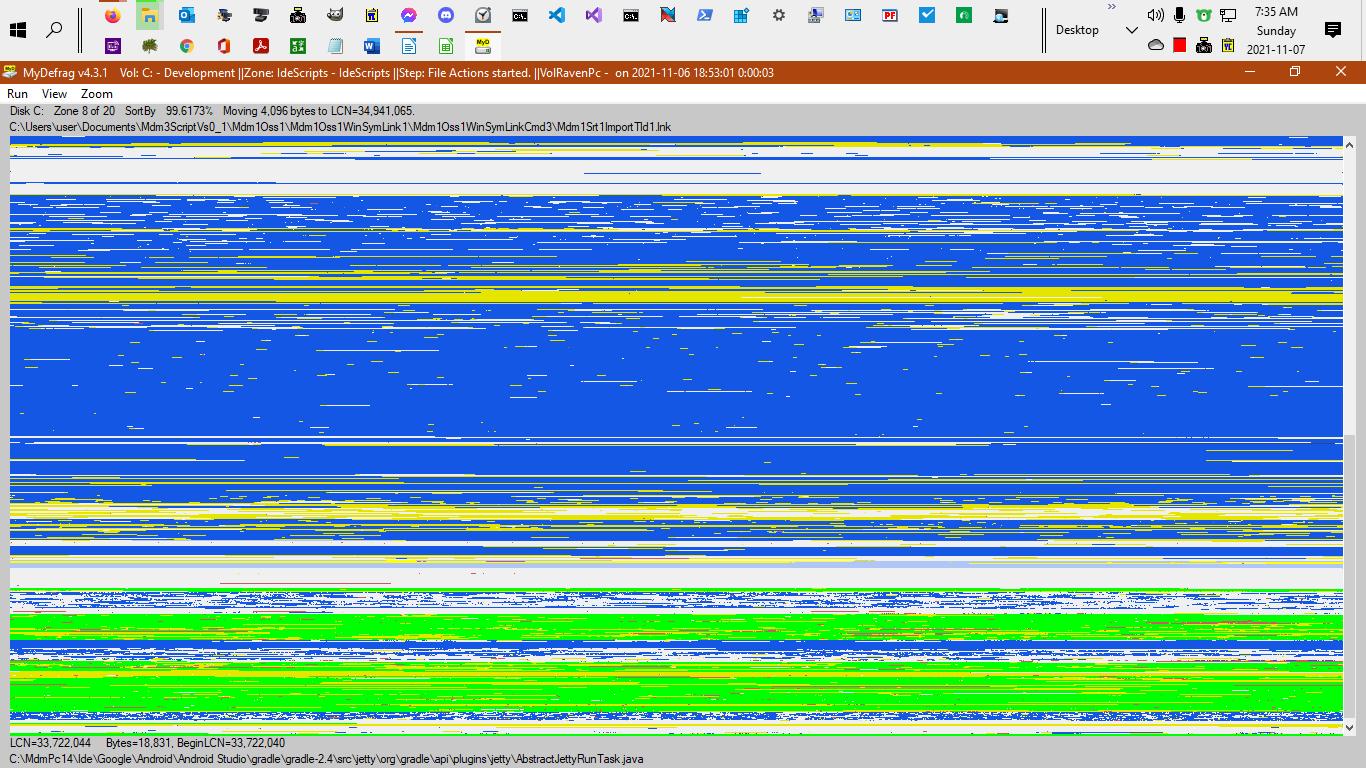 7:35 AM
Desktop
Sunday
2021-11-07
MyDefrag v4.3.1 Vol: C: - Development ||Zone: IdeScripts - IdeScripts ||Step: File Actions started. ||VolRavenPc - on 2021-11-06 18:53:01 0:00:03
Run View Zoom
Disk C: Zone 8 of 20 SortBy 99.6173% Moving 4,096 bytes to LCN=34,941,065.
C:\Users\user\Documents\Mdm3ScriptVs0_1\Mdm1Oss1\Mdm1Oss1WinSymLink1\Mdm1Oss1WinSymLinkCmd3\Mdm1Srt1ImportTld1.lnk
LCN=33,722,044 Bytes=18,831, BeginLCN=33,722,040
C:\MdmPc14\Ide\Google\Android\Android Studio\gradle\gradle-2.4\src\jetty\org\gradle\api\plugins\jetty\AbstractJettyRunTask.java